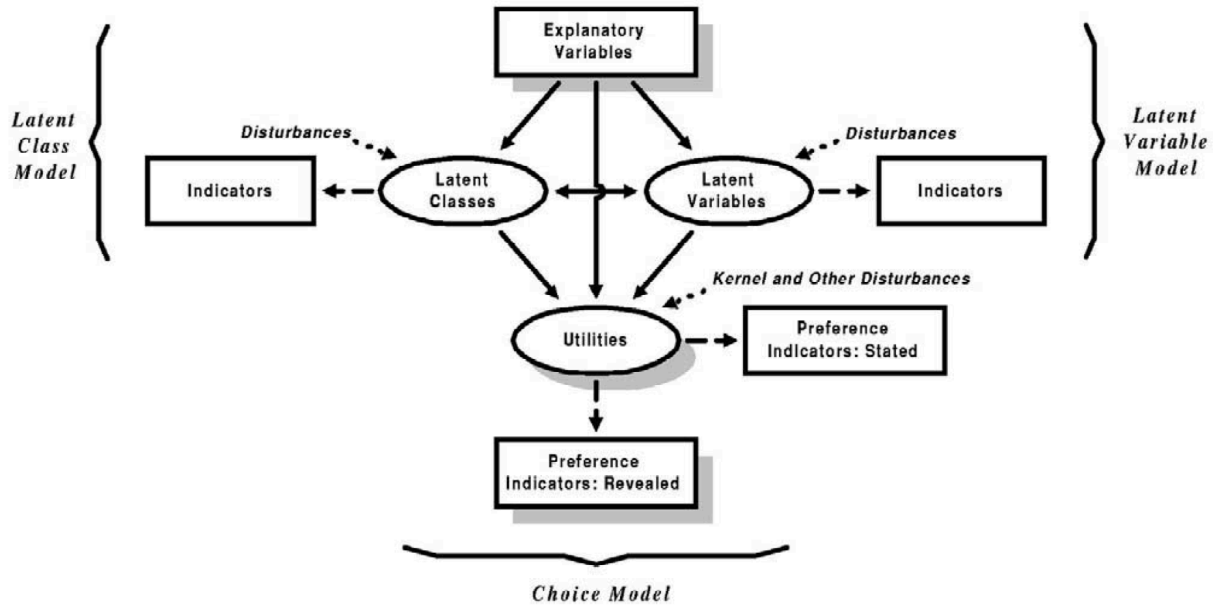 Explanatory
Variables
Latent
Class
Model
Disturbances
Disturbances
Latent
Variable
Model
Indicators
Latent
Classes
Latent
Variables
Indicators
Kernel and Other Disturbances
Utilities
Preference
Indicators: Stated
Preference
Indicators: Revealed
Choice Model